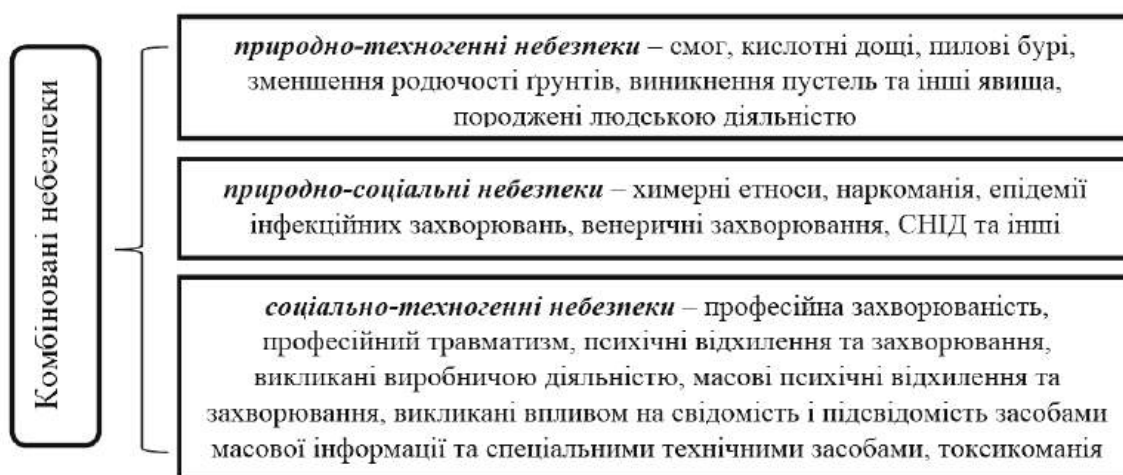 Комбіновані небезпеки
природно-техногенні небезпеки – смог, кислотні дощі, пилові бурі,
зменшення родючості ґрунтів, виникнення пустель та інші явища,
породжені людською діяльністю
природно-соціальні небезпеки – химерні етноси, наркоманія, епідемії
інфекційних захворювань, венеричні захворювання, СНІД та інші
соціально-техногенні небезпеки – професійна захворюваність,
професійний травматизм, психічні відхилення та захворювання,
викликані виробничою діяльністю, масові психічні відхилення та
захворювання, викликані впливом на свідомість і підсвідомість засобами
масової інформації та спеціальними технічними засобами, токсикоманія